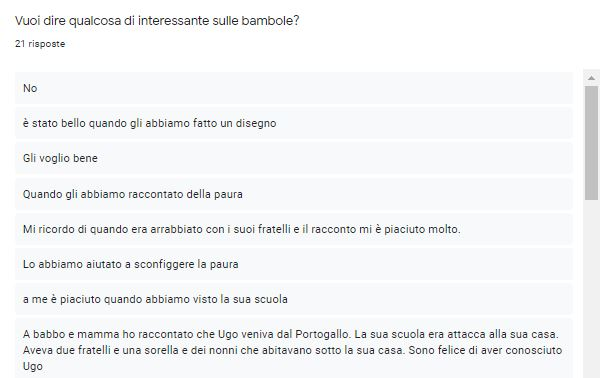 Vuoi dire qualcosa di interessante sulle bambole?
21 risposte
No
è stato bello quando gli abbiamo fatto un disegno
Gli voglio bene
Quando gli abbiamo raccontato della paura
Mi ricordo di quando era arrabbiato con i suoi fratelli e il racconto mi è piaciuto molto.
Lo abbiamo aiutato a sconfiggere la paura
a me è piaciuto quando abbiamo visto la sua scuola
A babbo e mamma ho raccontato che Ugo veniva dal Portogallo. La sua scuola era attacca alla sua casa.
Aveva due fratelli e una sorella e dei nonni che abitavano sotto la sua casa. Sono felice di aver conosciuto
Ugo